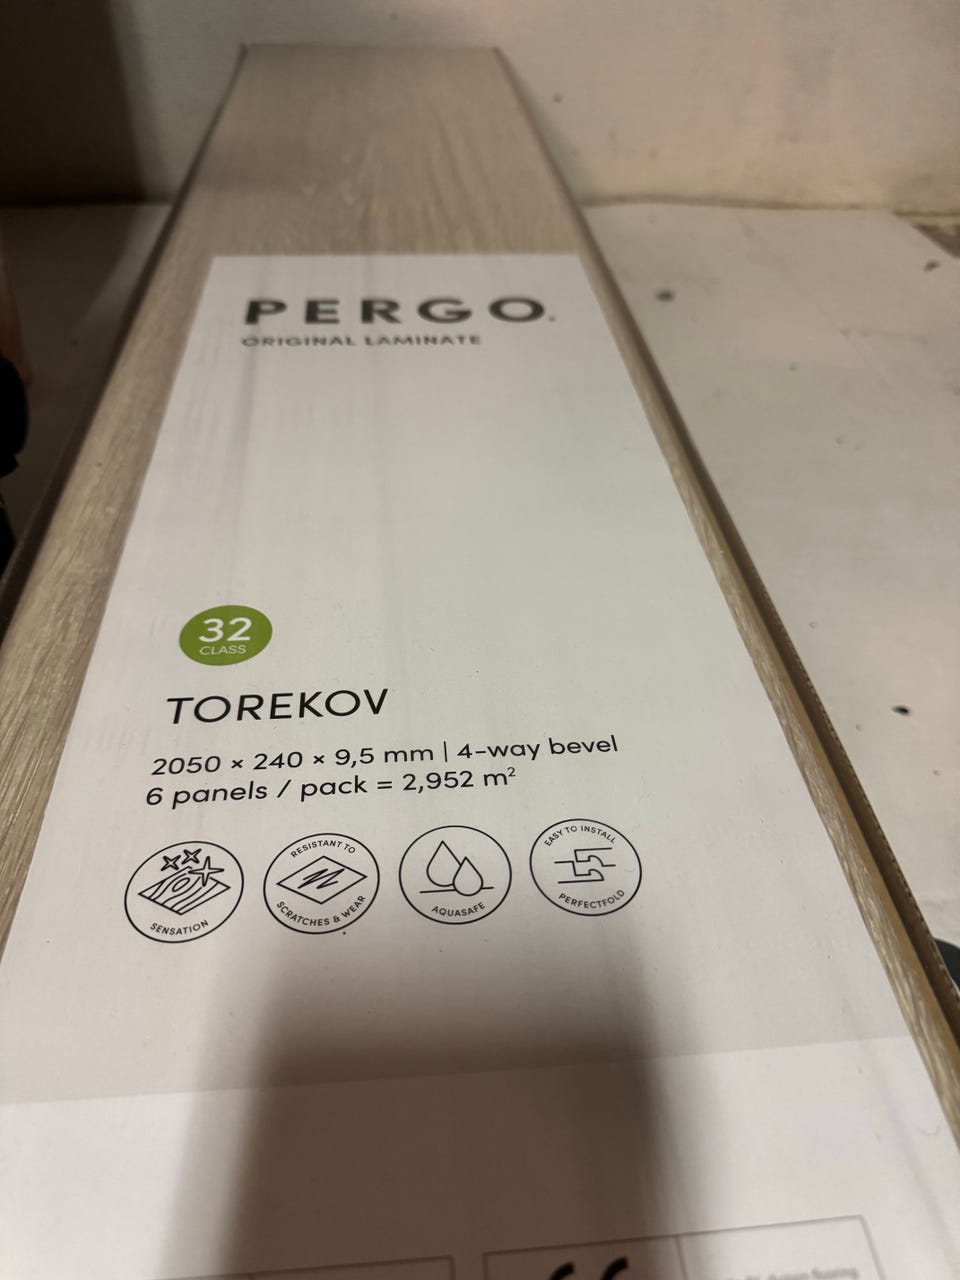 PERGO.
ORIGINAL LAMINATE
32
CLASS
TOREKOV
2050 × 240 × 9,5 mm | 4-way bevel
6 panels / pack = 2,952 m²
SENSATION
RESISTANT TO
SCRATCHES & WEAR
AQUASAFE
EASY TO INSTALL
PERFECTFOLD